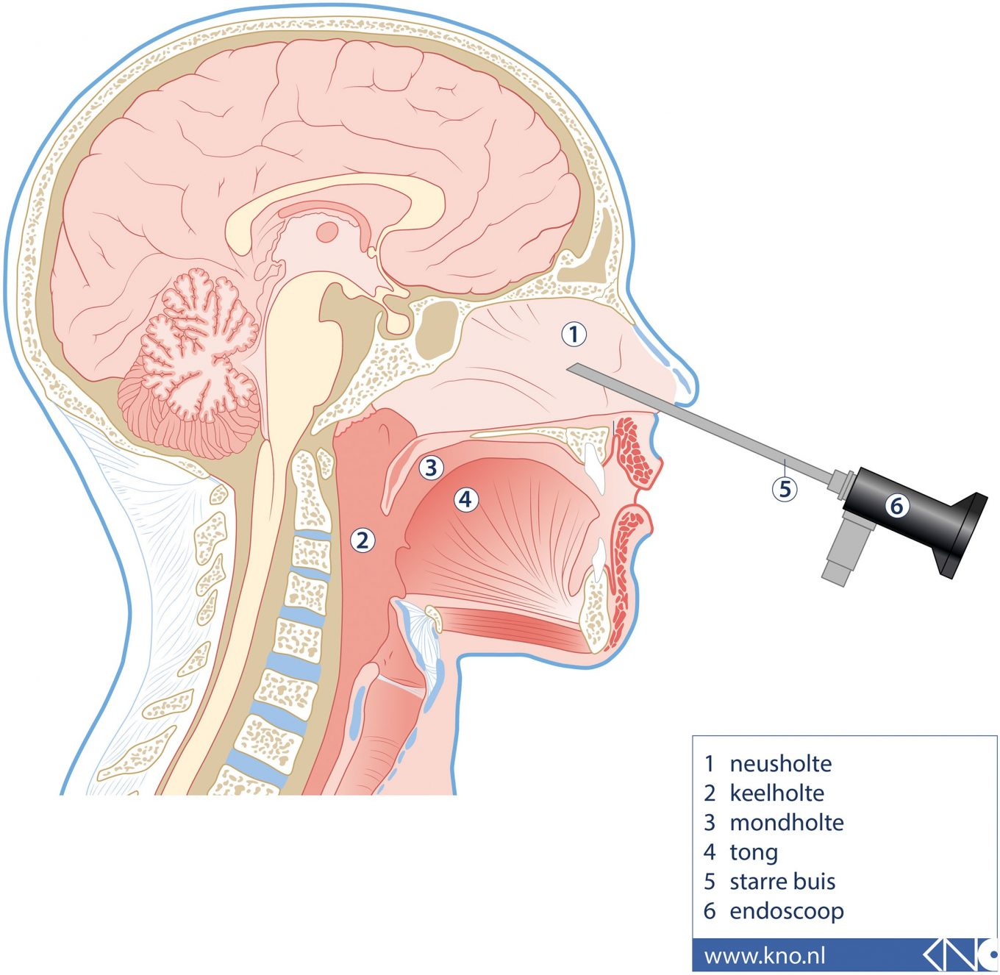 1
3
4
5
6
2
1 neusholte
2 keelholte
3 mondholte
4 tong
5 starre buis
6 endoscoop
www.kno.nl KNO